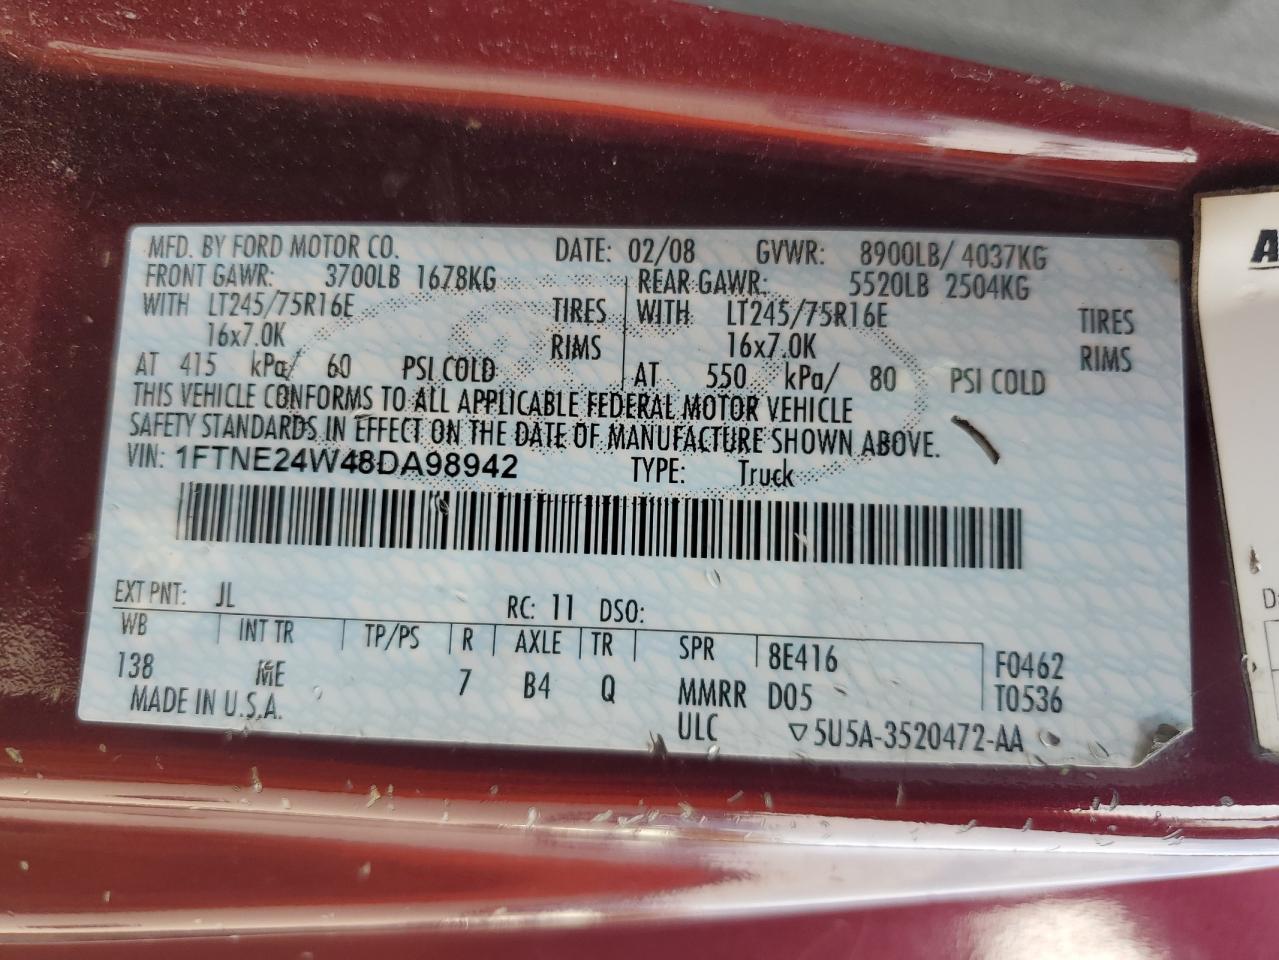 MFD. BY FORD MOTOR CO. DATE: 02/08 GVWR: 8900LB/ 4037KG
FRONT GAWR: 3700LB 1678KG REAR GAWR: 5520LB 2504KG
WITH LT245/75R16E TIRES WITH LT245/75R16E TIRES
16x7.0K RIMS 16x7.0K RIMS
AT 415 kPa/ 60 PSI COLD AT 550 kPa/ 80 PSI COLD
THIS VEHICLE CONFORMS TO ALL APPLICABLE FEDERAL MOTOR VEHICLE
SAFETY STANDARDS IN EFFECT ON THE DATE OF MANUFACTURE SHOWN ABOVE.
VIN: 1FTNE24W48DA98942 TYPE: Truck
EXT PNT: JL RC: 11 DSO:
WB INT TR TP/PS R AXLE TR SPR 8E416 F0462
138 ME 7 B4 Q MMRR D05 T0536
MADE IN U.S.A. ULC ▽5U5A-3520472-AA
A
D